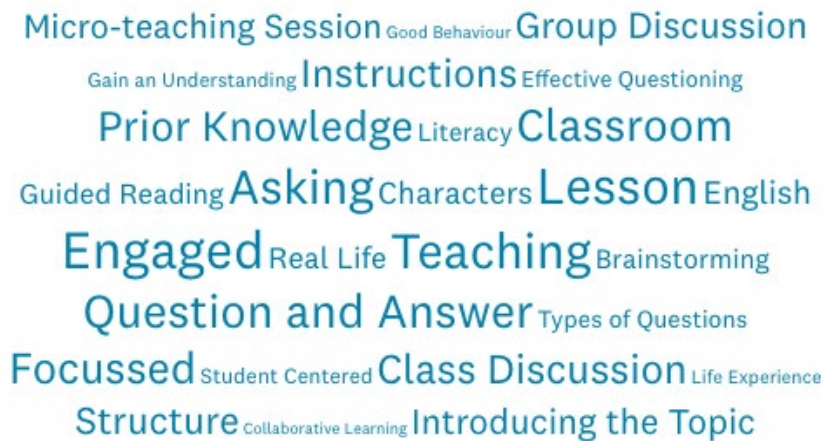 Micro-teaching Session Good Behaviour Group Discussion
Gain an Understanding Instructions Effective Questioning
Prior Knowledge Literacy Classroom
Guided Reading Asking Characters Lesson English
Engaged Real Life Teaching Brainstorming
Question and Answer Types of Questions
Focussed Student Centered Class Discussion Life Experience
Structure Collaborative Learning Introducing the Topic